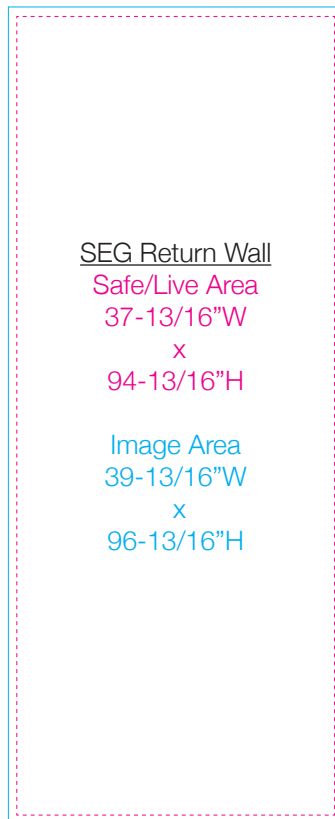 SEG Return Wall
Safe/Live Area
37-13/16”W
x
94-13/16”H
Image Area
39-13/16”W
x
96-13/16”H